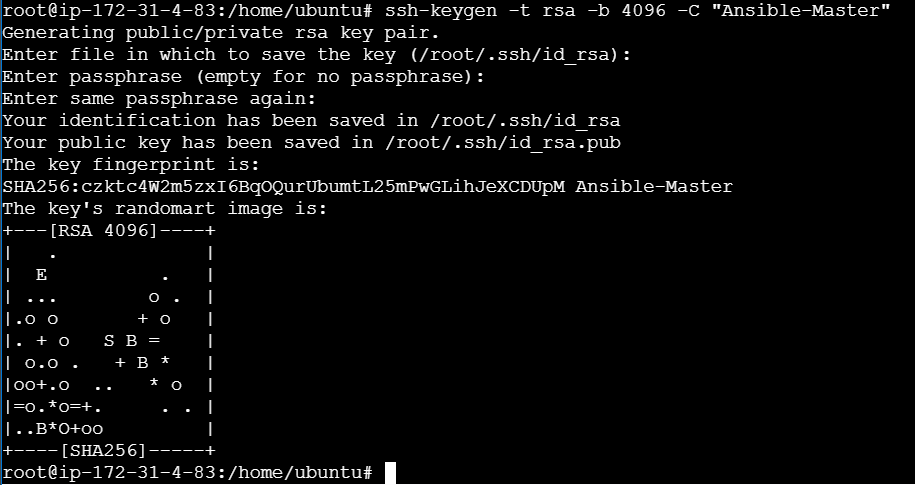 root@ip-172-31-4-83:/home/ubuntu# ssh-keygen -t rsa -b 4096 -C "Ansible-Master"
Generating public/private rsa key pair.
Enter file in which to save the key (/root/.ssh/id_rsa):
Enter passphrase (empty for no passphrase):
Enter same passphrase again:
Your identification has been saved in /root/.ssh/id_rsa
Your public key has been saved in /root/.ssh/id_rsa.pub
The key fingerprint is:
SHA256:czktc4W2m5zxI6BqOQurUbumtL25mPwGLihJeXCDUpM Ansible-Master
The key's randomart image is:
+---[RSA 4096]----+
|    .            |
|   E          .  |
|  ...        o . |
|.o o       + o   |
|. + o   S B =    |
| o.o .   + B *   |
|oo+.o  ..   * o  |
|=o.*o=+.     . . |
|..B*O+oo         |
+----[SHA256]-----+
root@ip-172-31-4-83:/home/ubuntu#